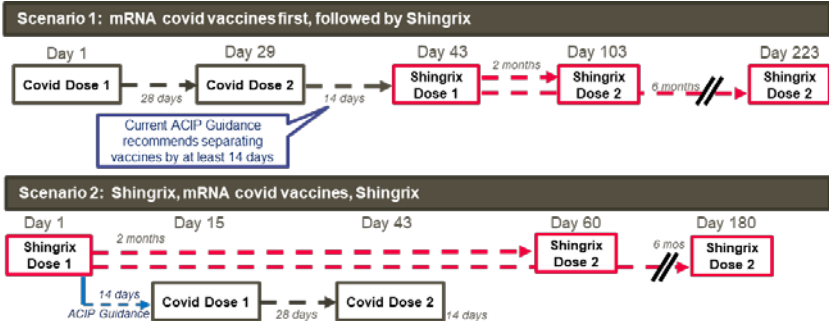 Scenario 1: mRNA covid vaccines first, followed by Shingrix
Day 1
Day 29
Day 43
Day 103
Day 223
Covid Dose 1
28 days
Covid Dose 2
14 days
Shingrix
Dose 1
2 months
Shingrix
Dose 2
6 months
Shingrix
Dose 2
Current ACIP Guidance
recommends separating
vaccines by at least 14 days
Scenario 2: Shingrix, mRNA covid vaccines, Shingrix
Day 1
Day 15
Day 43
Day 60
Day 180
Shingrix
Dose 1
2 months
Shingrix
Dose 2
6 mos
Shingrix
Dose 2
14 days
ACIP Guidance
Covid Dose 1
28 days
Covid Dose 2
14 days